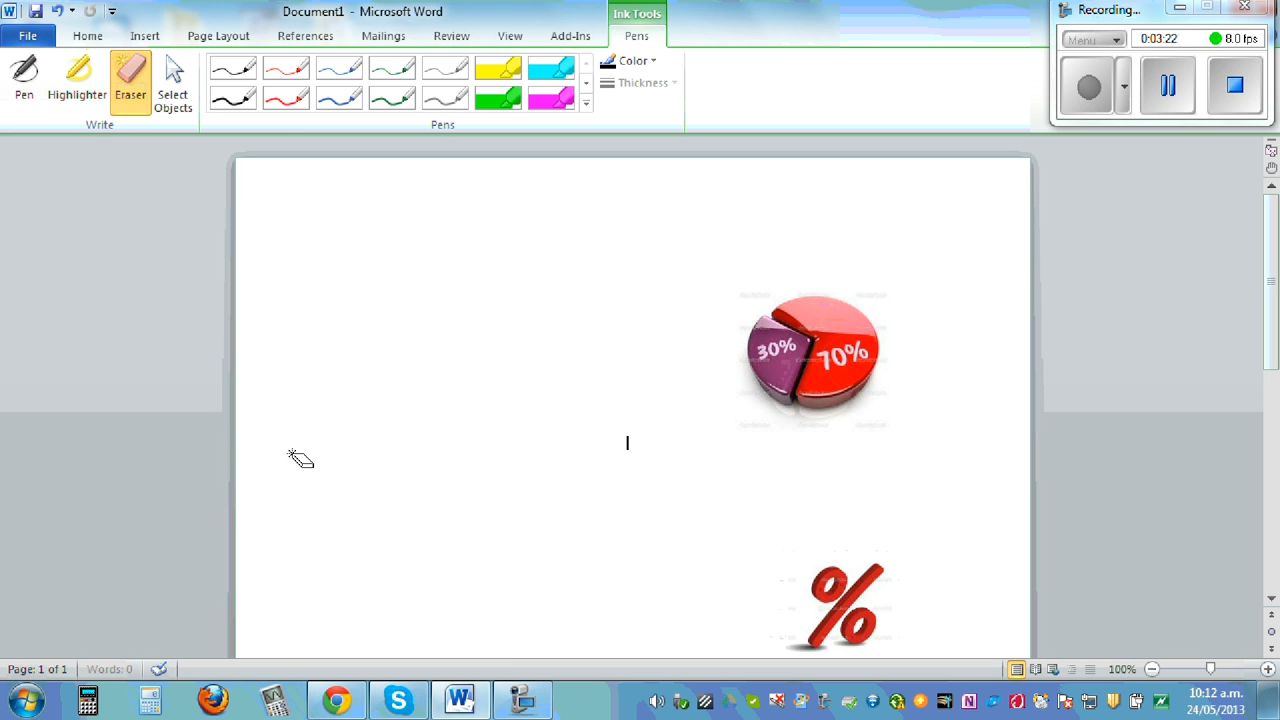 Document1 - Microsoft Word
Ink Tools
Recording...
File Home Insert Page Layout References Mailings Review View Add-Ins Pens
Menu 0:03:22 8.0 fps
Pen Highlighter Eraser Select Objects
Color
Thickness
Write Pens
30% 70%
%
Page: 1 of 1 Words: 0 100%
10:12 a.m.
24/05/2013